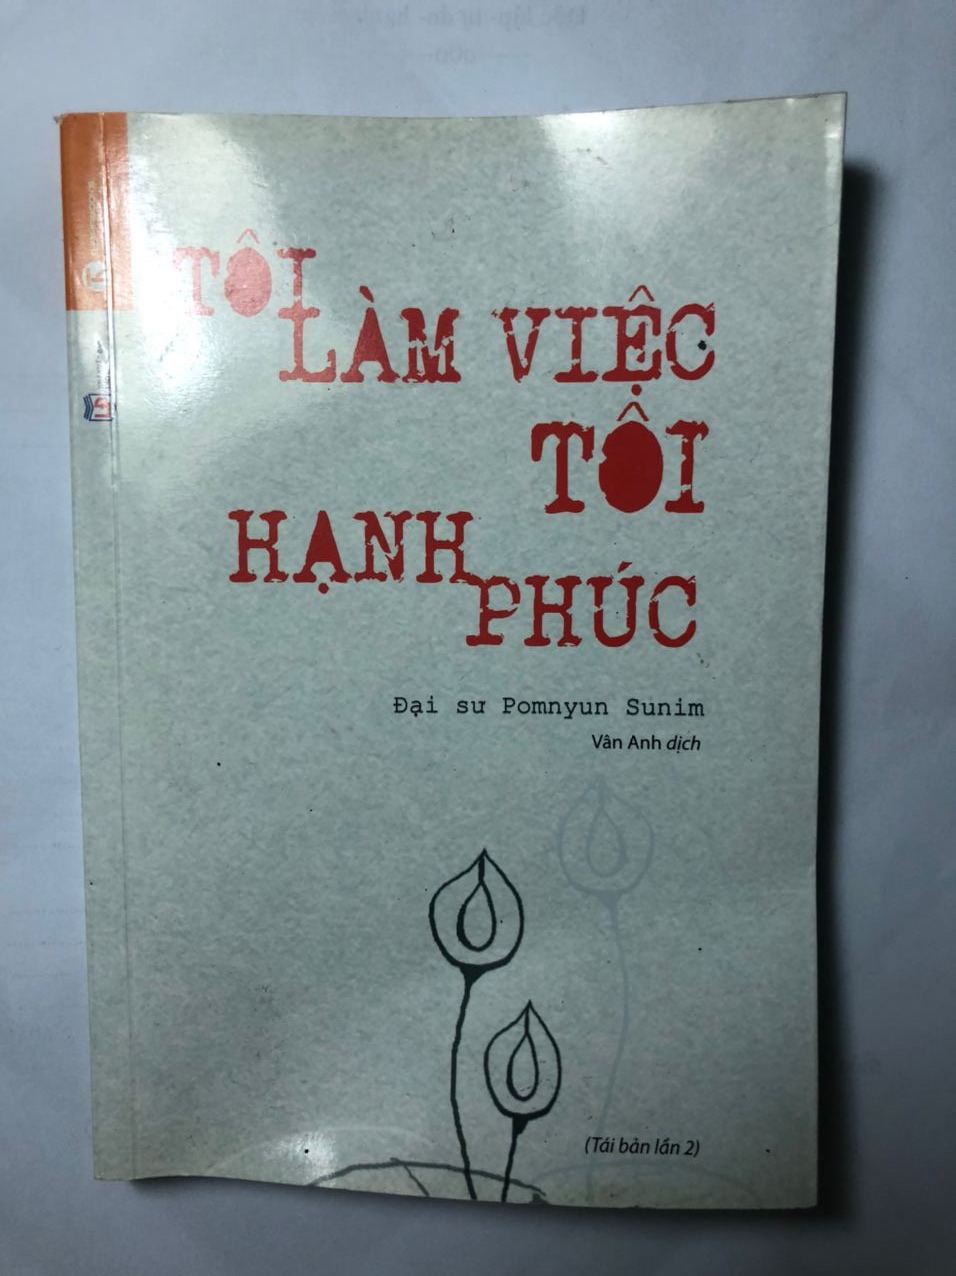 TÔI
LÀM VIỆC
TÔI
HẠNH
PHÚC
Đại sư Pomnyun Sunim
Vân Anh dịch
(Tái bản lần 2)